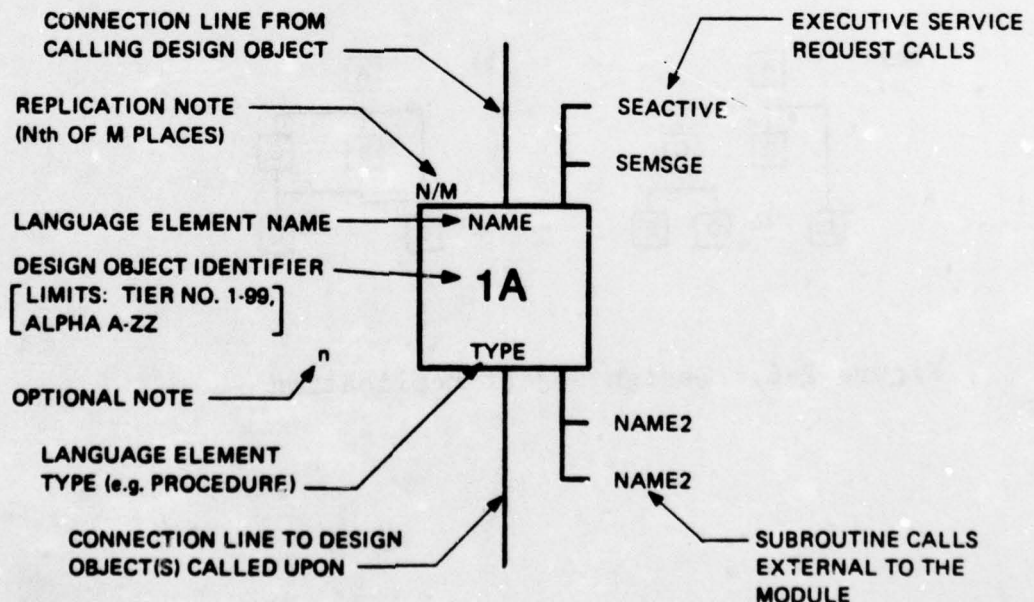 CONNECTION LINE FROM
CALLING DESIGN OBJECT
EXECUTIVE SERVICE
REQUEST CALLS
REPLICATION NOTE
(Nth OF M PLACES)
SEACTIVE
SEMSGE
N/M
LANGUAGE ELEMENT NAME
NAME
DESIGN OBJECT IDENTIFIER
[LIMITS: TIER NO. 1-99,
ALPHA A-ZZ]
1A
n
OPTIONAL NOTE
TYPE
LANGUAGE ELEMENT
TYPE (e.g. PROCEDURE)
NAME2
NAME2
CONNECTION LINE TO DESIGN
OBJECT(S) CALLED UPON
SUBROUTINE CALLS
EXTERNAL TO THE
MODULE